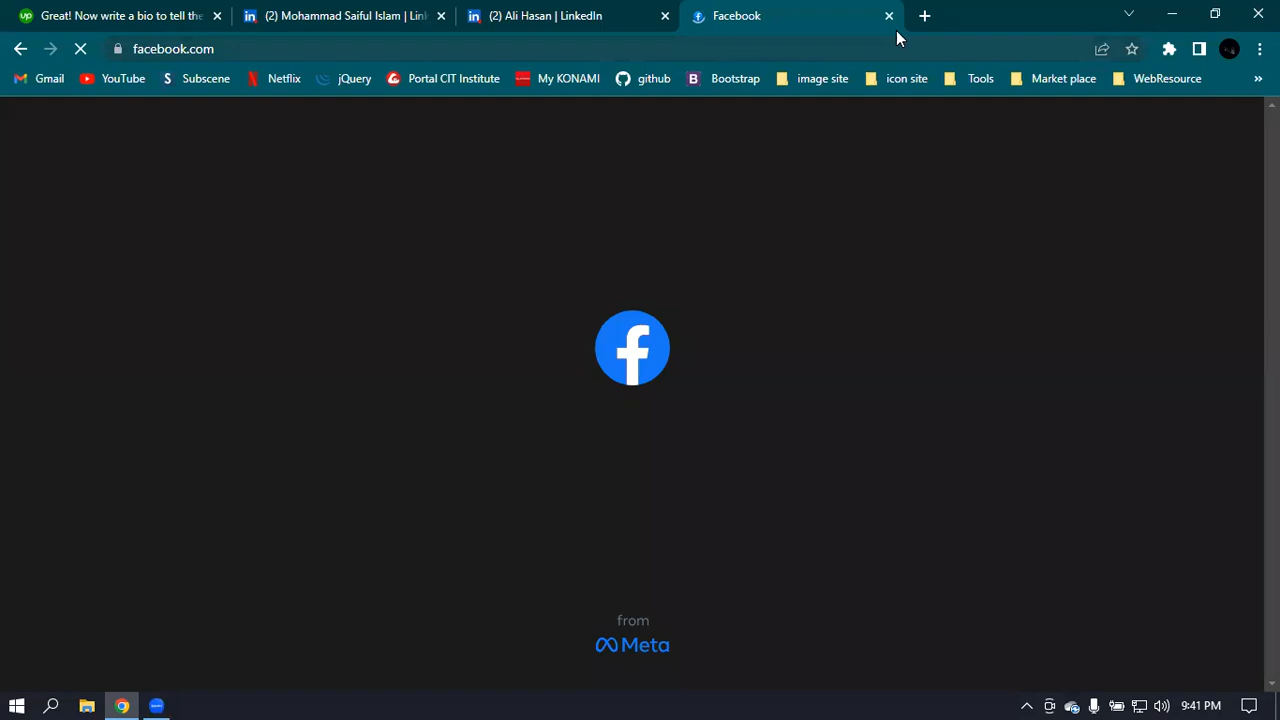 Great! Now write a bio to tell the
(2) Mohammad Saiful Islam | Link
(2) Ali Hasan | LinkedIn
Facebook
facebook.com
Gmail
YouTube
Subscene
Netflix
jQuery
Portal CIT Institute
My KONAMI
github
Bootstrap
image site
icon site
Tools
Market place
WebResource
from
Meta
9:41 PM